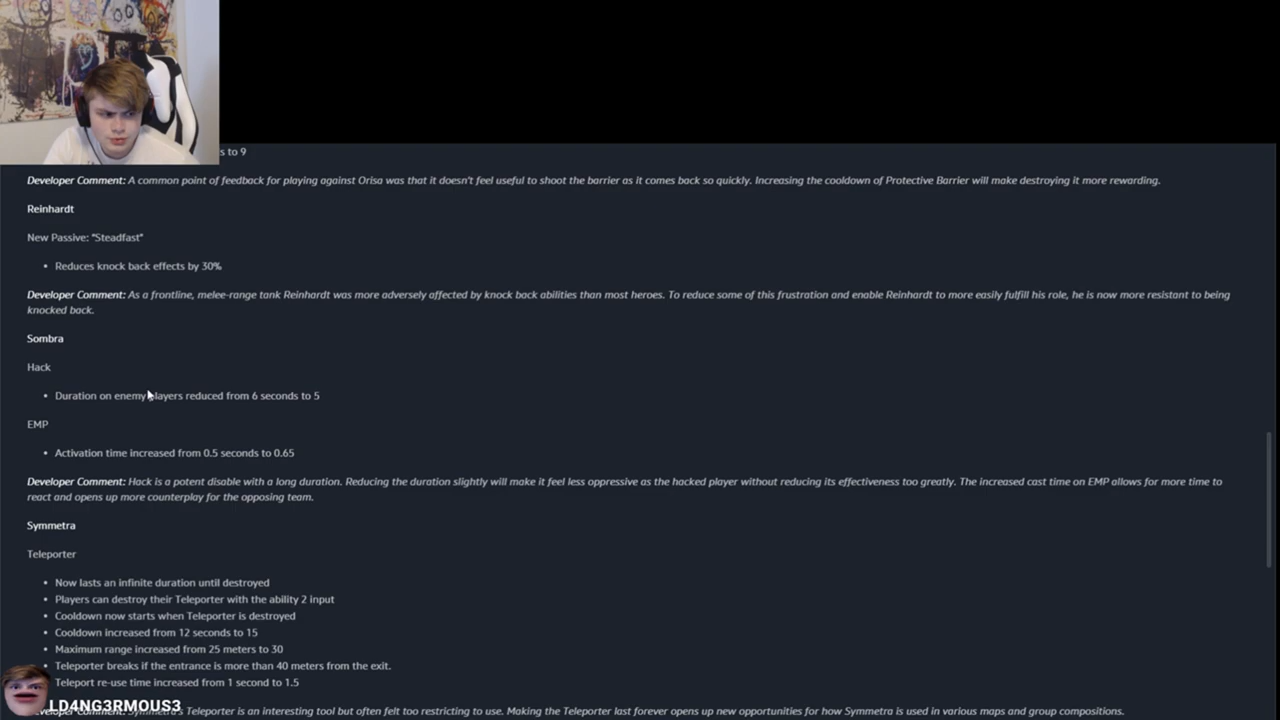 s to 9
Developer Comment: A common point of feedback for playing against Orisa was that it doesn't feel useful to shoot the barrier as it comes back so quickly. Increasing the cooldown of Protective Barrier will make destroying it more rewarding.
Reinhardt
New Passive: "Steadfast"
• Reduces knock back effects by 30%
Developer Comment: As a frontline, melee-range tank Reinhardt was more adversely affected by knock back abilities than most heroes. To reduce some of this frustration and enable Reinhardt to more easily fulfill his role, he is now more resistant to being
knocked back.
Sombra
Hack
• Duration on enemy players reduced from 6 seconds to 5
EMP
• Activation time increased from 0.5 seconds to 0.65
Developer Comment: Hack is a potent disable with a long duration. Reducing the duration slightly will make it feel less oppressive as the hacked player without reducing its effectiveness too greatly. The increased cast time on EMP allows for more time to
react and opens up more counterplay for the opposing team.
Symmetra
Teleporter
• Now lasts an infinite duration until destroyed
• Players can destroy their Teleporter with the ability 2 input
• Cooldown now starts when Teleporter is destroyed
• Cooldown increased from 12 seconds to 15
• Maximum range increased from 25 meters to 30
• Teleporter breaks if the entrance is more than 40 meters from the exit.
Teleport re-use time increased from 1 second to 1.5
LD4NG3RMOUS3
Developer Comment: Symmetra's Teleporter is an interesting tool but often felt too restricting to use. Making the Teleporter last forever opens up new opportunities for how Symmetra is used in various maps and group compositions.